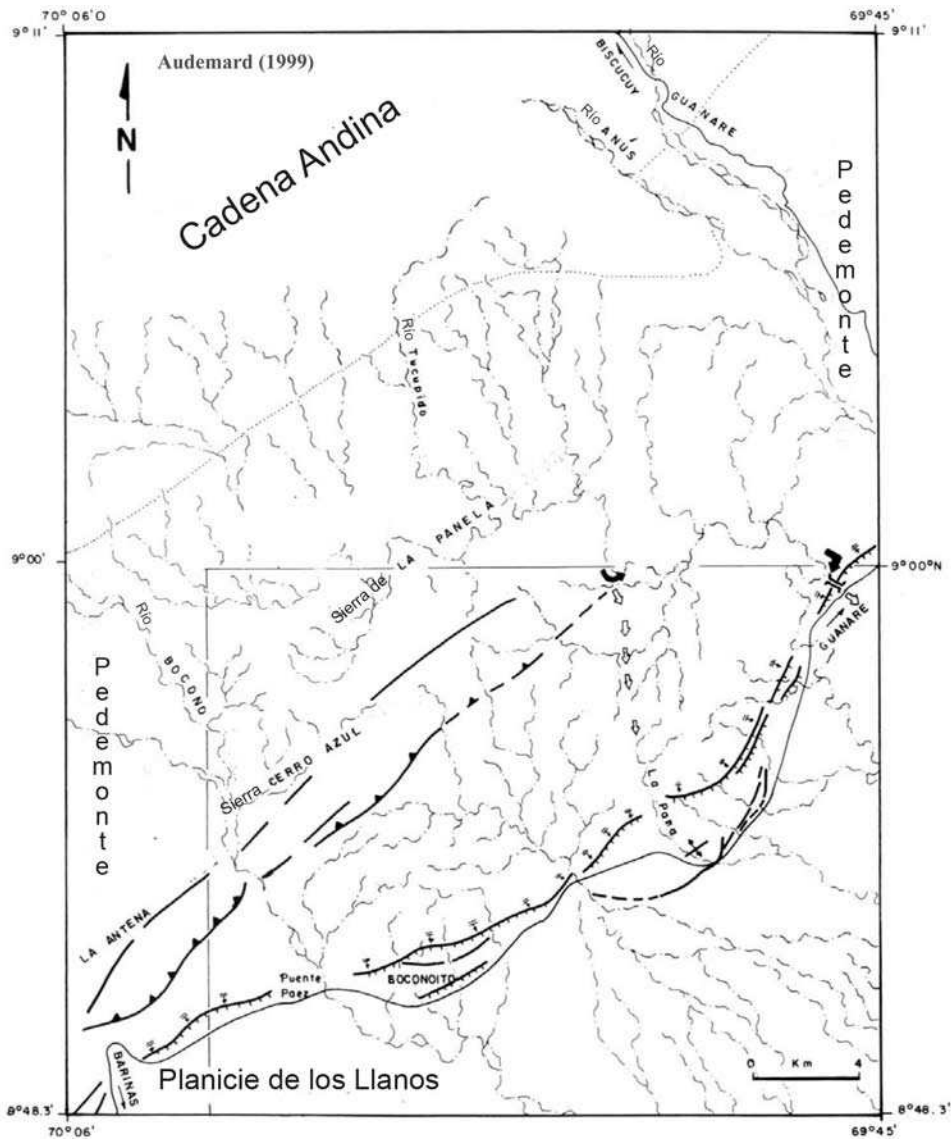 70° 06' O
69° 45'
9° 11'
9° 11'
Audemard (1999)
N
Cadena Andina
BISCUCUY
Río
GUANARE
Río ANUS
Pedemonte
Río Tucupido
9° 00'
Sierra de LA PANELA
9° 00'N
GUANARE
Río
BOCONO
Pedemonte
Sierra CERRO AZUL
La Pana
LA ANTENA
Puente
Paez
BOCONOITO
BARINAS
Planicie de los Llanos
0 Km 4
8° 48.3'
8° 48.3'
70° 06'
69° 45'